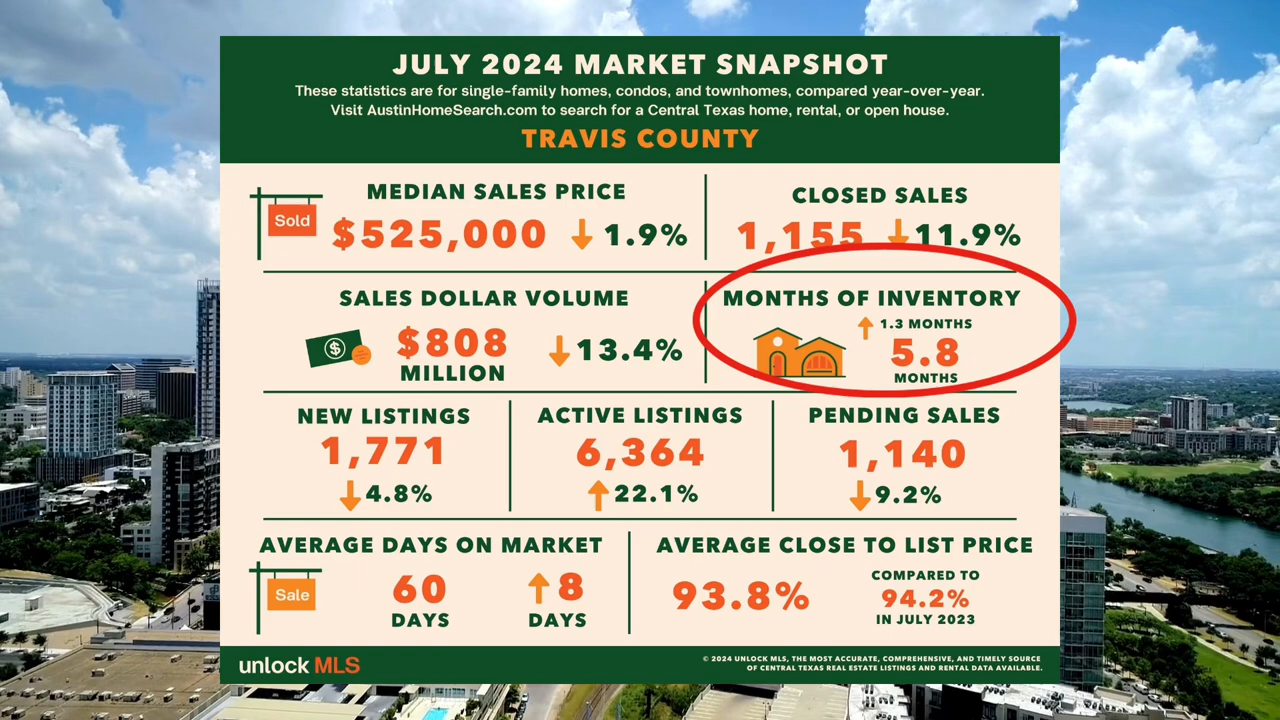 JULY 2024 MARKET SNAPSHOT
These statistics are for single-family homes, condos, and townhomes, compared year-over-year.
Visit AustinHomeSearch.com to search for a Central Texas home, rental, or open house.
TRAVIS COUNTY
MEDIAN SALES PRICE
Sold
$525,000 ↓ 1.9%
CLOSED SALES
1,155 ↓ 11.9%
SALES DOLLAR VOLUME
$
$808
MILLION
↓ 13.4%
MONTHS OF INVENTORY
↑ 1.3 MONTHS
5.8
MONTHS
NEW LISTINGS
1,771
↓ 4.8%
ACTIVE LISTINGS
6,364
↑ 22.1%
PENDING SALES
1,140
↓ 9.2%
AVERAGE DAYS ON MARKET
Sale
60
DAYS
↑ 8
DAYS
AVERAGE CLOSE TO LIST PRICE
93.8%
COMPARED TO
94.2%
IN JULY 2023
unlock MLS
© 2024 UNLOCK MLS, THE MOST ACCURATE, COMPREHENSIVE, AND TIMELY SOURCE
OF CENTRAL TEXAS REAL ESTATE LISTINGS AND RENTAL DATA AVAILABLE.